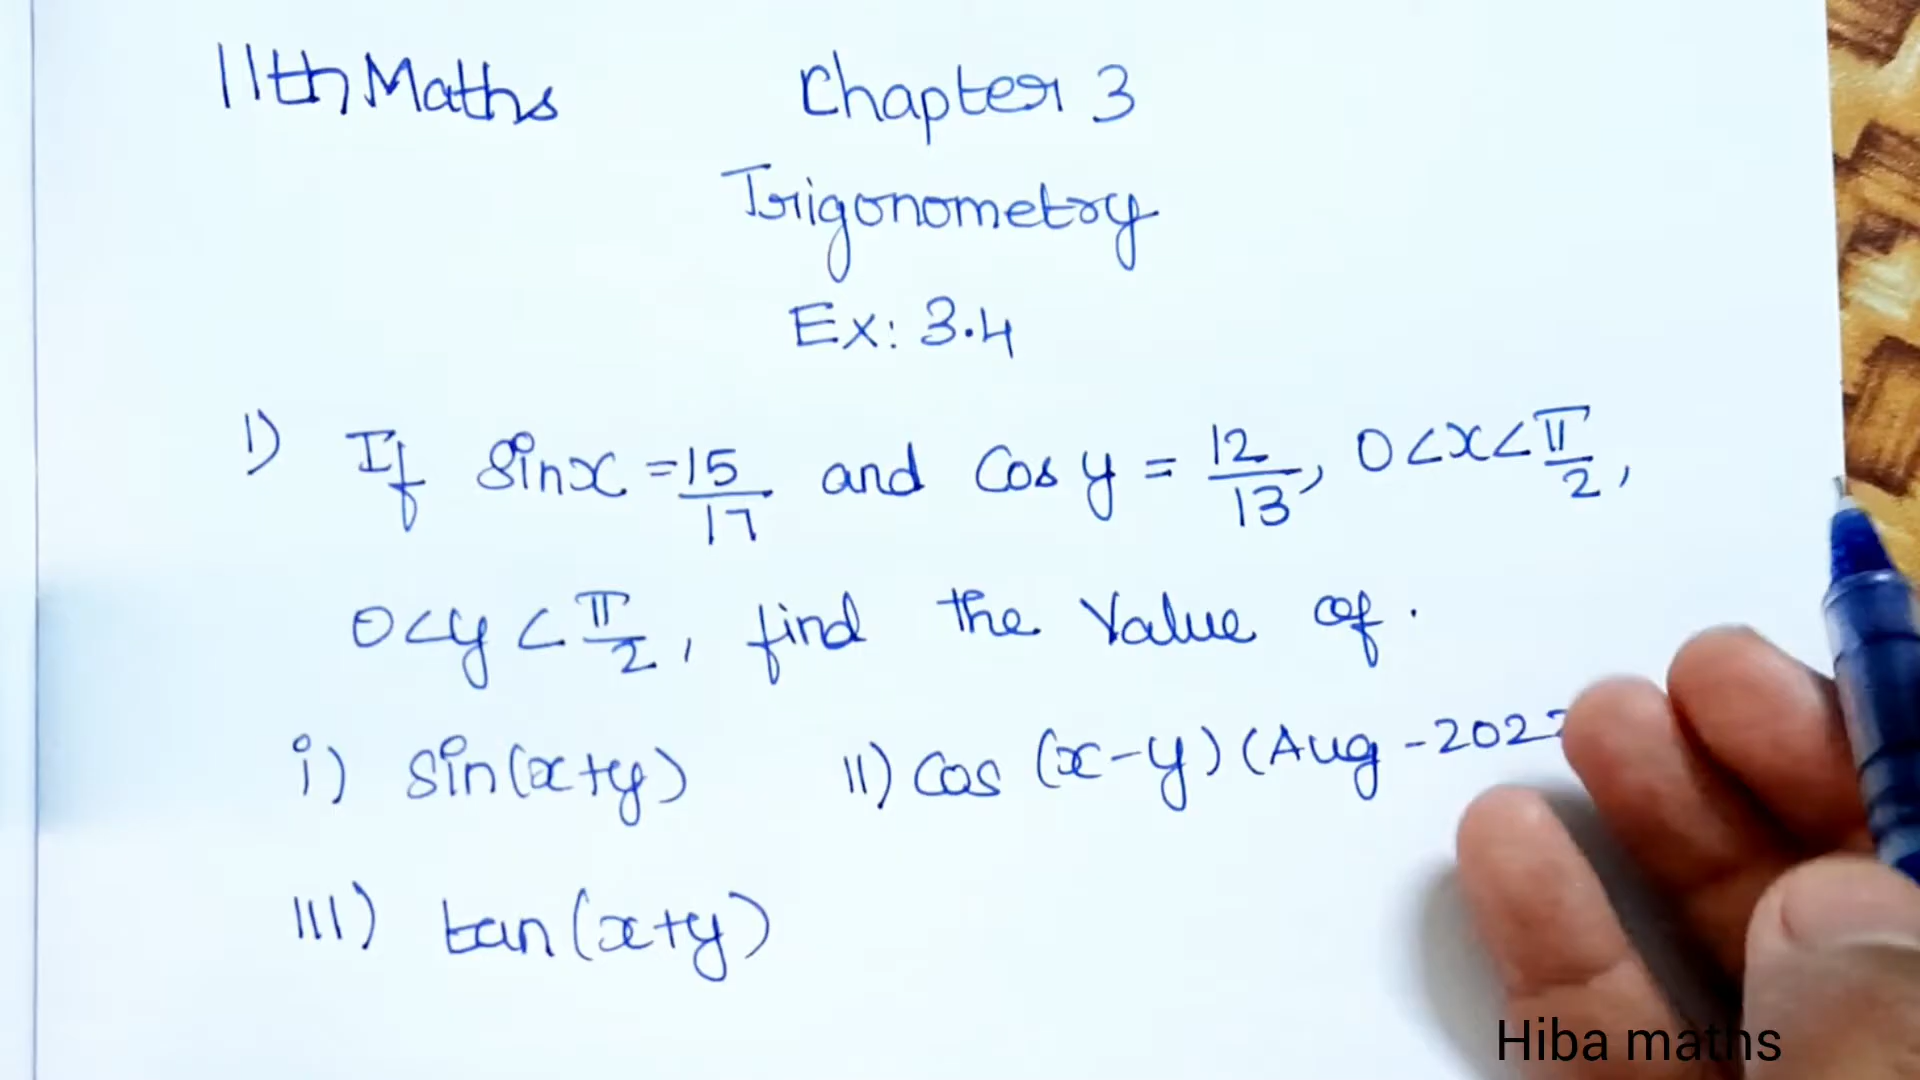 11th Maths Chapter 3
Trigonometry
Ex: 3.4
1) If Sinx = 15/17 and Cos y = 12/13, 0<x<π/2,
0<y<π/2, find the Value of.
i) Sin(x+y) II) Cos (x-y) (Aug -202
III) tan(x+y)
Hiba maths